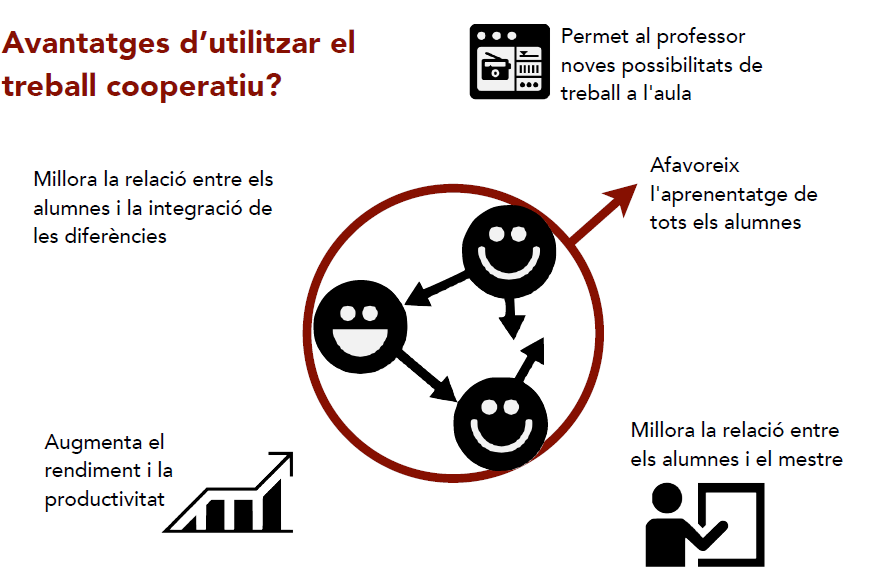 Avantatges d’utilitzar el
treball cooperatiu?
Permet al professor
noves possibilitats de
treball a l'aula
Millora la relació entre els
alumnes i la integració de
les diferències
Afavoreix
l'aprenentatge de
tots els alumnes
Augmenta el
rendiment i la
productivitat
Millora la relació entre
els alumnes i el mestre